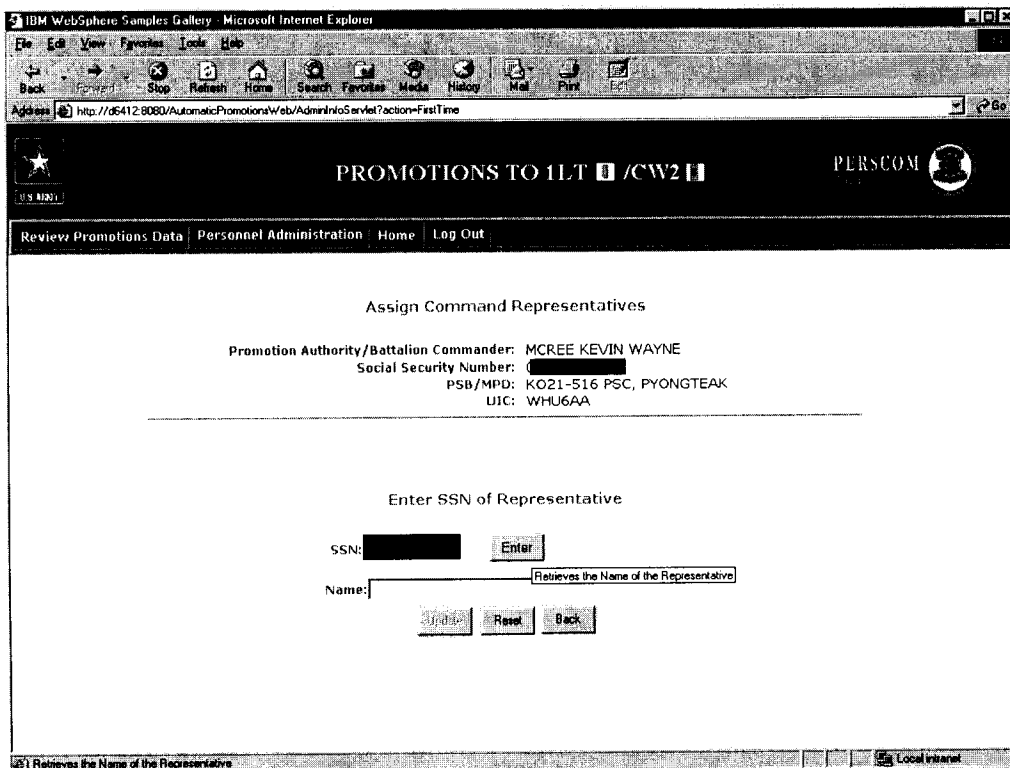 IBM WebSphere Samples Gallery - Microsoft Internet Explorer
File Edit View Favorites Tools Help
Back Forward Stop Refresh Home Search Favorites Media History Mail Print Edit
Address http://d6412:8080/AutomaticPromotionsWeb/AdminInfoServlet?action=FirstTime Go
U.S. ARMY
PROMOTIONS TO 1LT /CW2
PERSCOM
Review Promotions Data Personnel Administration Home Log Out
Assign Command Representatives
Promotion Authority/Battalion Commander: MCREE KEVIN WAYNE
Social Security Number:
PSB/MPD: KO21-516 PSC, PYONGTEAK
UIC: WHU6AA
Enter SSN of Representative
SSN: Enter
Retrieves the Name of the Representative
Name:
Update Reset Back
Retrieves the Name of the Representative Local intranet